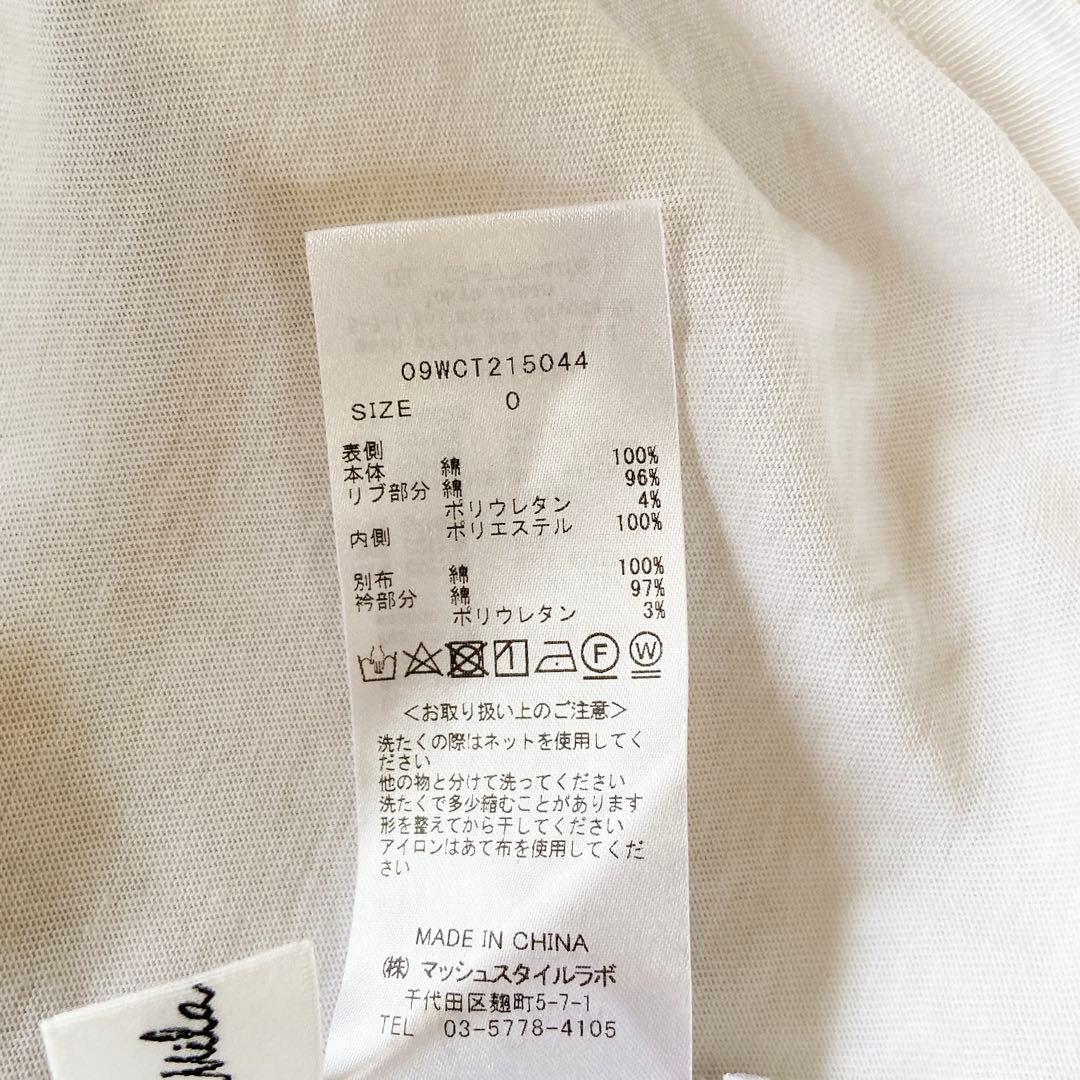 09WCT215044
SIZE 0
表側
本体 綿 100%
リブ部分 綿 96%
ポリウレタン 4%
内側 ポリエステル 100%
別布 綿 100%
衿部分 綿 97%
ポリウレタン 3%
F W
<お取り扱い上のご注意>
洗たくの際はネットを使用してく
ださい
他の物と分けて洗ってください
洗たくで多少縮むことがあります
形を整えてから干してください
アイロンはあて布を使用してくだ
さい
MADE IN CHINA
(株) マッシュスタイルラボ
千代田区麹町5-7-1
TEL 03-5778-4105
Mila